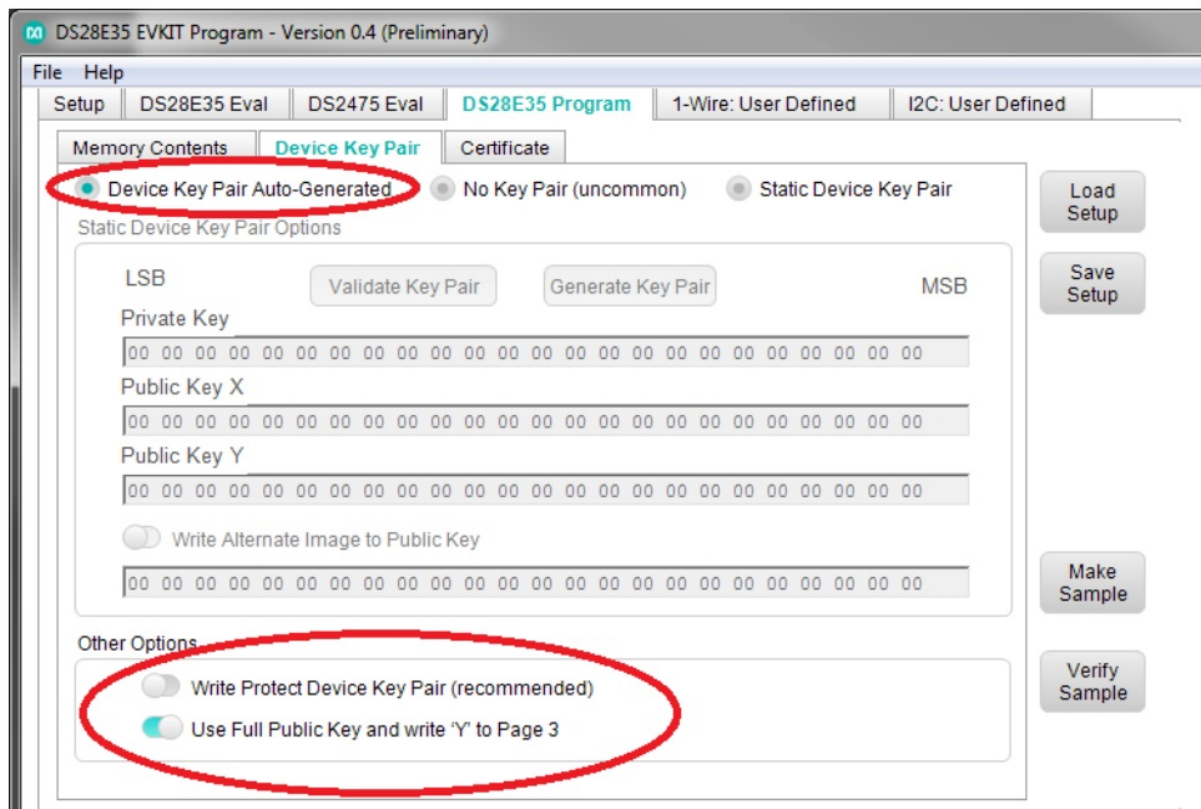 DS28E35 EVKIT Program - Version 0.4 (Preliminary)
File Help
Setup DS28E35 Eval DS2475 Eval DS28E35 Program 1-Wire: User Defined I2C: User Defined
Memory Contents Device Key Pair Certificate
Device Key Pair Auto-Generated No Key Pair (uncommon) Static Device Key Pair
Load
Setup
Static Device Key Pair Options
LSB Validate Key Pair Generate Key Pair MSB
Save
Setup
Private Key
00 00 00 00 00 00 00 00 00 00 00 00 00 00 00 00 00 00 00 00 00 00 00 00
Public Key X
00 00 00 00 00 00 00 00 00 00 00 00 00 00 00 00 00 00 00 00 00 00 00 00
Public Key Y
00 00 00 00 00 00 00 00 00 00 00 00 00 00 00 00 00 00 00 00 00 00 00 00
Write Alternate Image to Public Key
00 00 00 00 00 00 00 00 00 00 00 00 00 00 00 00 00 00 00 00 00 00 00 00
Make
Sample
Other Options
Write Protect Device Key Pair (recommended)
Use Full Public Key and write ‘Y’ to Page 3
Verify
Sample